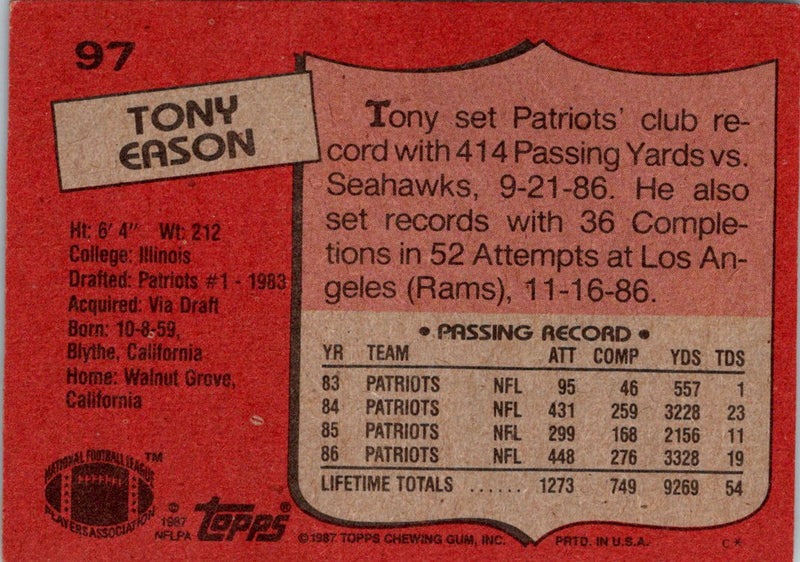 97
TONY
EASON
Ht: 6' 4" Wt: 212
College: Illinois
Drafted: Patriots #1 - 1983
Acquired: Via Draft
Born: 10-8-59,
Blythe, California
Home: Walnut Grove,
California
Tony set Patriots' club re-
cord with 414 Passing Yards vs.
Seahawks, 9-21-86. He also
set records with 36 Comple-
tions in 52 Attempts at Los An-
geles (Rams), 11-16-86.
• PASSING RECORD •
YR TEAM ATT COMP YDS TDS
83 PATRIOTS NFL 95 46 557 1
84 PATRIOTS NFL 431 259 3228 23
85 PATRIOTS NFL 299 168 2156 11
86 PATRIOTS NFL 448 276 3328 19
LIFETIME TOTALS ...... 1273 749 9269 54
NATIONAL FOOTBALL LEAGUE ™
PLAYERS ASSOCIATION
©
1987
NFLPA
topps®
© 1987 TOPPS CHEWING GUM, INC. PRTD. IN U.S.A. C*